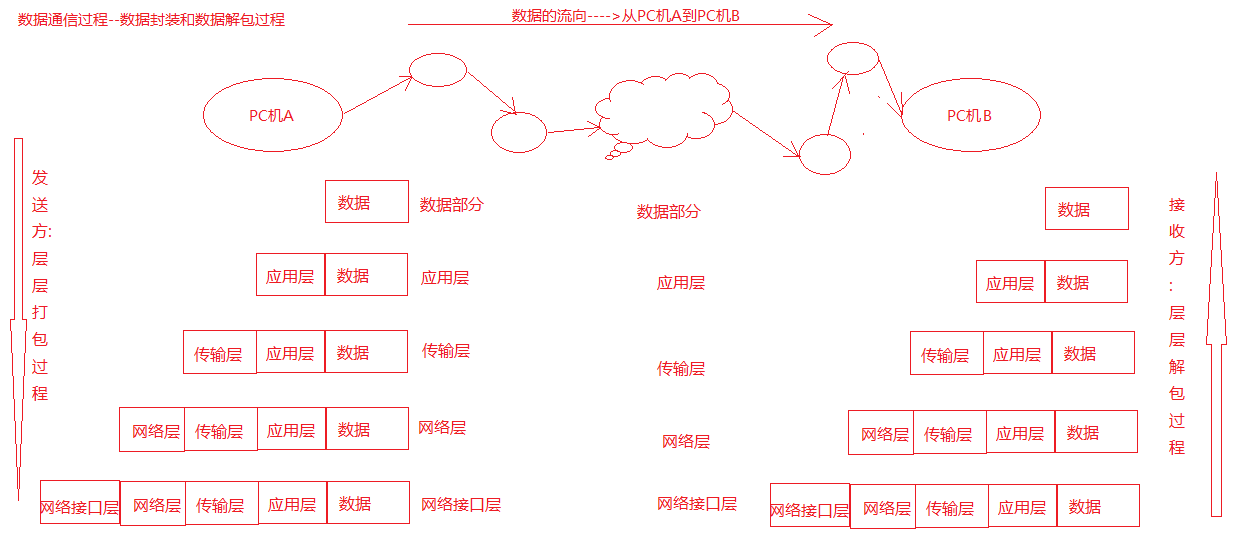 数据通信过程--数据封装和数据解包过程
数据的流向---->从PC机A到PC机B
PC机A
PC机B
发送方:层层打包过程
数据
数据部分
数据部分
数据
接收方:层层解包过程
应用层 数据
应用层
应用层
应用层 数据
传输层 应用层 数据
传输层
传输层
传输层 应用层 数据
网络层 传输层 应用层 数据
网络层
网络层
网络层 传输层 应用层 数据
网络接口层 网络层 传输层 应用层 数据
网络接口层
网络接口层
网络接口层 网络层 传输层 应用层 数据